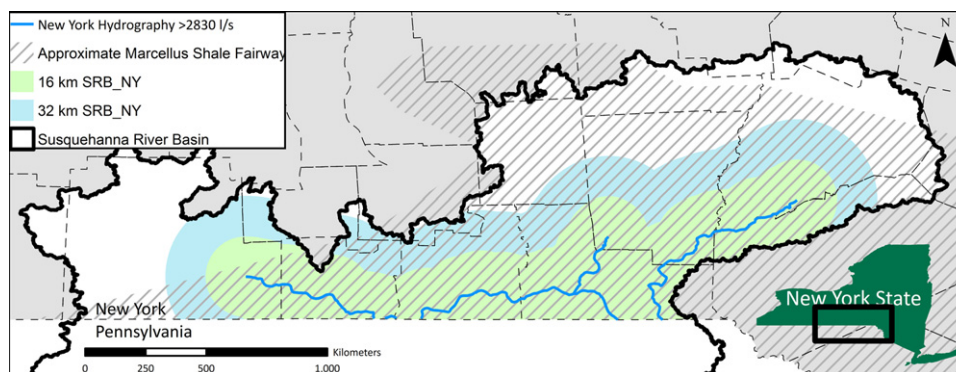 New York Hydrography >2830 l/s
Approximate Marcellus Shale Fairway
16 km SRB_NY
32 km SRB_NY
Susquehanna River Basin
N
New York State
New York
Pennsylvania
Kilometers
0 250 500 1.000